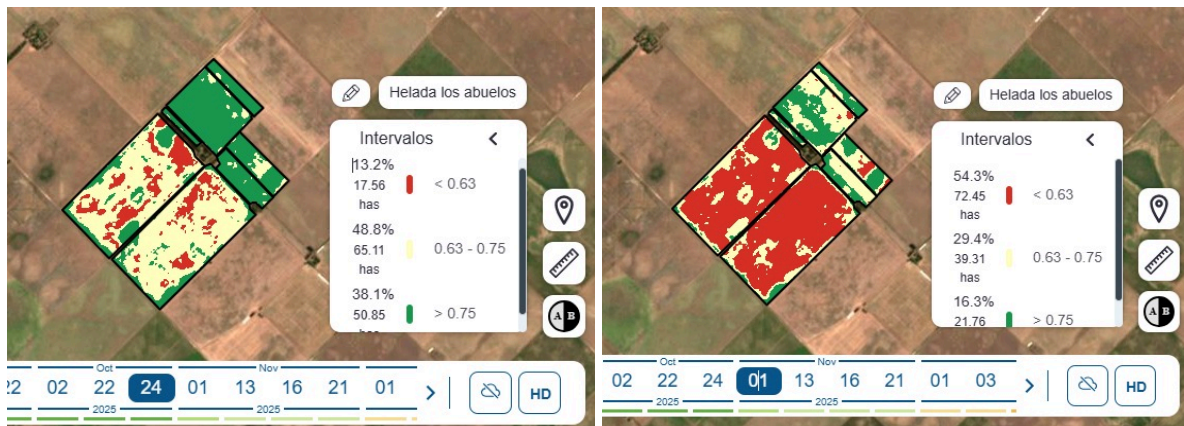 Helada los abuelos
Intervalos
13.2%
17.56
has
< 0.63
48.8%
65.11
has
0.63 - 0.75
38.1%
50.85
has
> 0.75
A B
Oct
Nov
22 02 22 24 01 13 16 21 01
2025
2025
HD
Helada los abuelos
Intervalos
54.3%
72.45
has
< 0.63
29.4%
39.31
has
0.63 - 0.75
16.3%
21.76
> 0.75
A B
Oct
Nov
02 22 24 01 13 16 21 01 03
2025
2025
HD